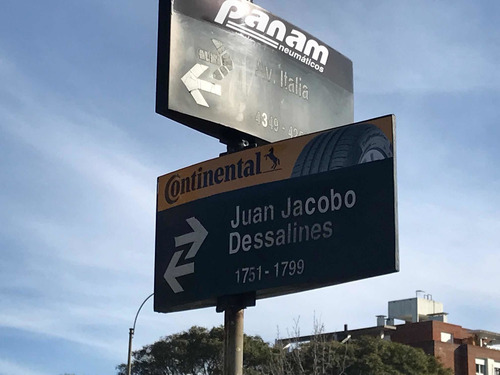 panam
neumáticos
Av. Italia
Continental
Juan Jacobo
Dessalines
1751 - 1799